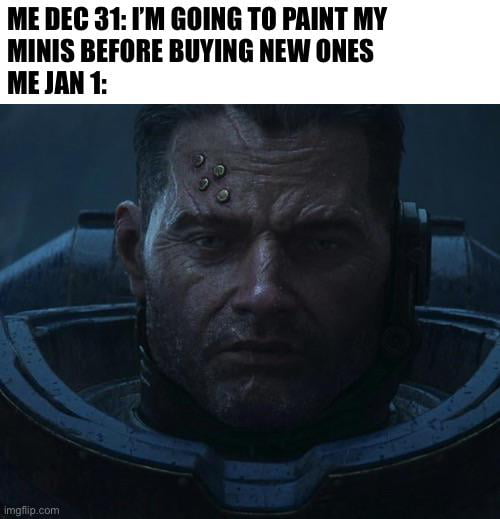 ME DEC 31: I'M GOING TO PAINT MY
MINIS BEFORE BUYING NEW ONES
ME JAN 1:
imgflip.com